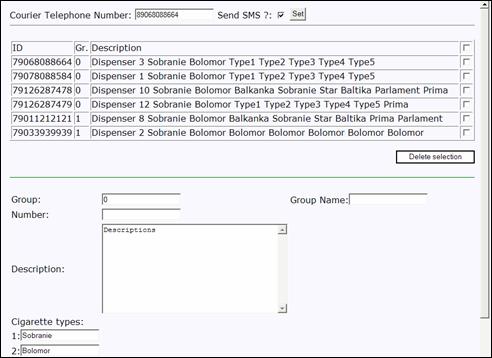 Courier Telephone Number: 89068088664 Send SMS ?: Set
ID Gr. Description
79068088664 0 Dispenser 3 Sobranie Bolomor Type1 Type2 Type3 Type4 Type5
79078088584 0 Dispenser 1 Sobranie Bolomor Type1 Type2 Type3 Type4 Type5
79126287478 0 Dispenser 10 Sobranie Bolomor Balkanka Sobranie Star Baltika Parlament Prima
79126287479 0 Dispenser 12 Sobranie Bolomor Type1 Type2 Type3 Type4 Type5 Prima
79011212121 1 Dispenser 8 Sobranie Bolomor Balkanka Sobranie Star Baltika Prima Parlament
79033939939 1 Dispenser 2 Sobranie Bolomor Bolomor Bolomor Bolomor Bolomor Bolomor
Delete selection
Group: 0 Group Name:
Number:
Descriptions
Description:
Cigarette types:
1: Sobranie
2: Bolomor